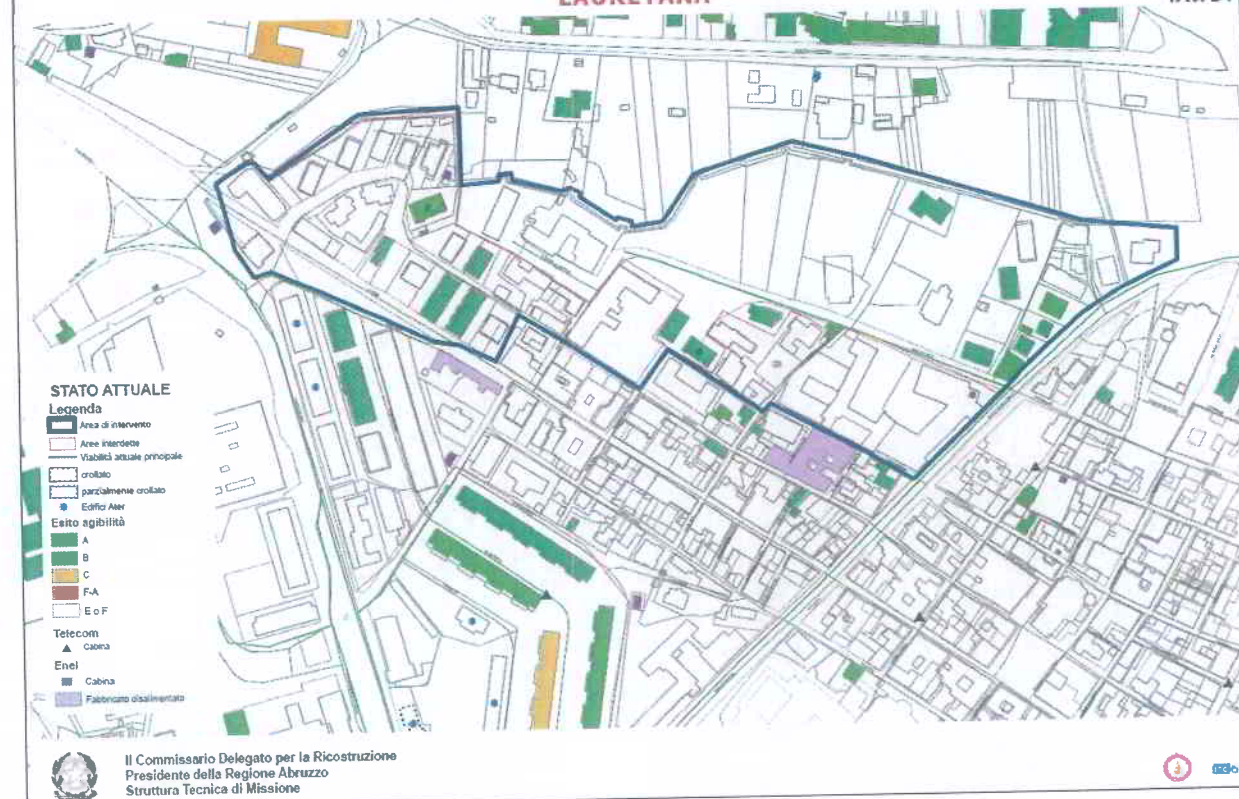 LAURETANA
STATO ATTUALE
Legenda
Area di intervento
Aree interdette
Viabilità attuale principale
crollato
parzialmente crollato
Edifici Ater
Esito agibilità
A
B
C
F-A
E o F
Telecom
Cabina
Enel
Cabina
Fabbricato disalimentato
Il Commissario Delegato per la Ricostruzione
Presidente della Regione Abruzzo
Struttura Tecnica di Missione